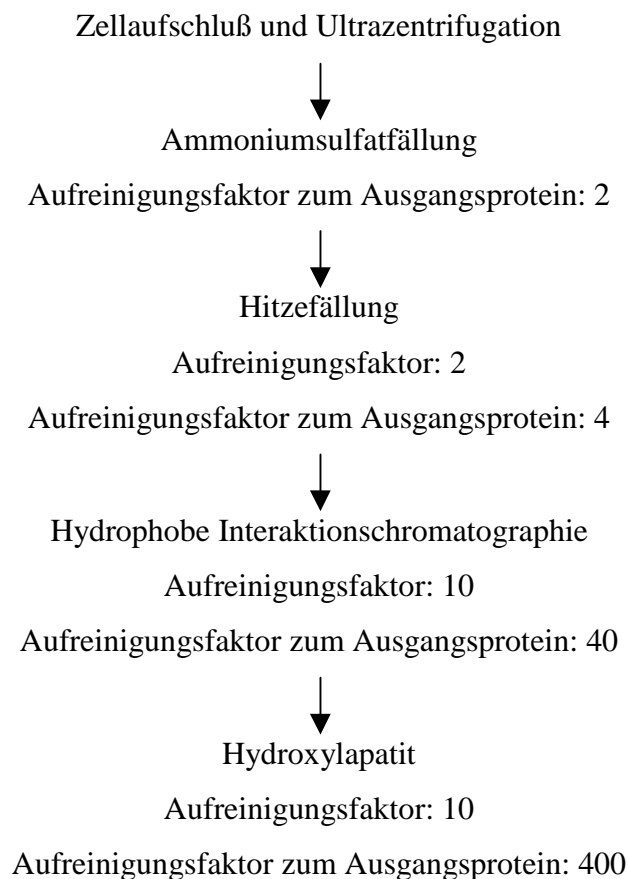 Zellaufschluß und Ultrazentrifugation
Ammoniumsulfatfällung
Aufreinigungsfaktor zum Ausgangsprotein: 2
Hitzefällung
Aufreinigungsfaktor: 2
Aufreinigungsfaktor zum Ausgangsprotein: 4
Hydrophobe Interaktionschromatographie
Aufreinigungsfaktor: 10
Aufreinigungsfaktor zum Ausgangsprotein: 40
Hydroxylapatit
Aufreinigungsfaktor: 10
Aufreinigungsfaktor zum Ausgangsprotein: 400